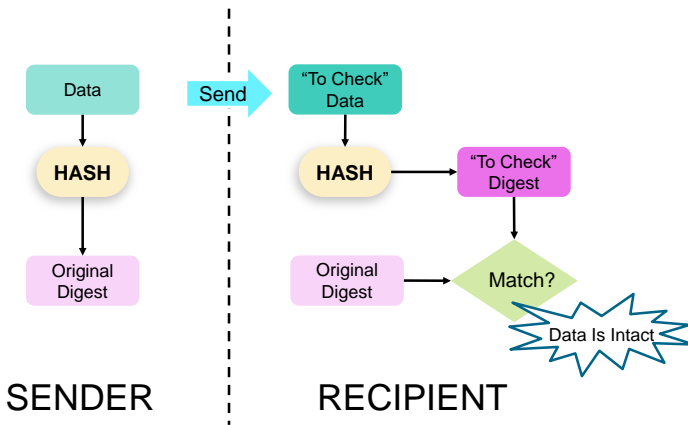 Data
HASH
Original
Digest
SENDER
Send
“To Check”
Data
HASH
“To Check”
Digest
Original
Digest
Match?
Data Is Intact
RECIPIENT